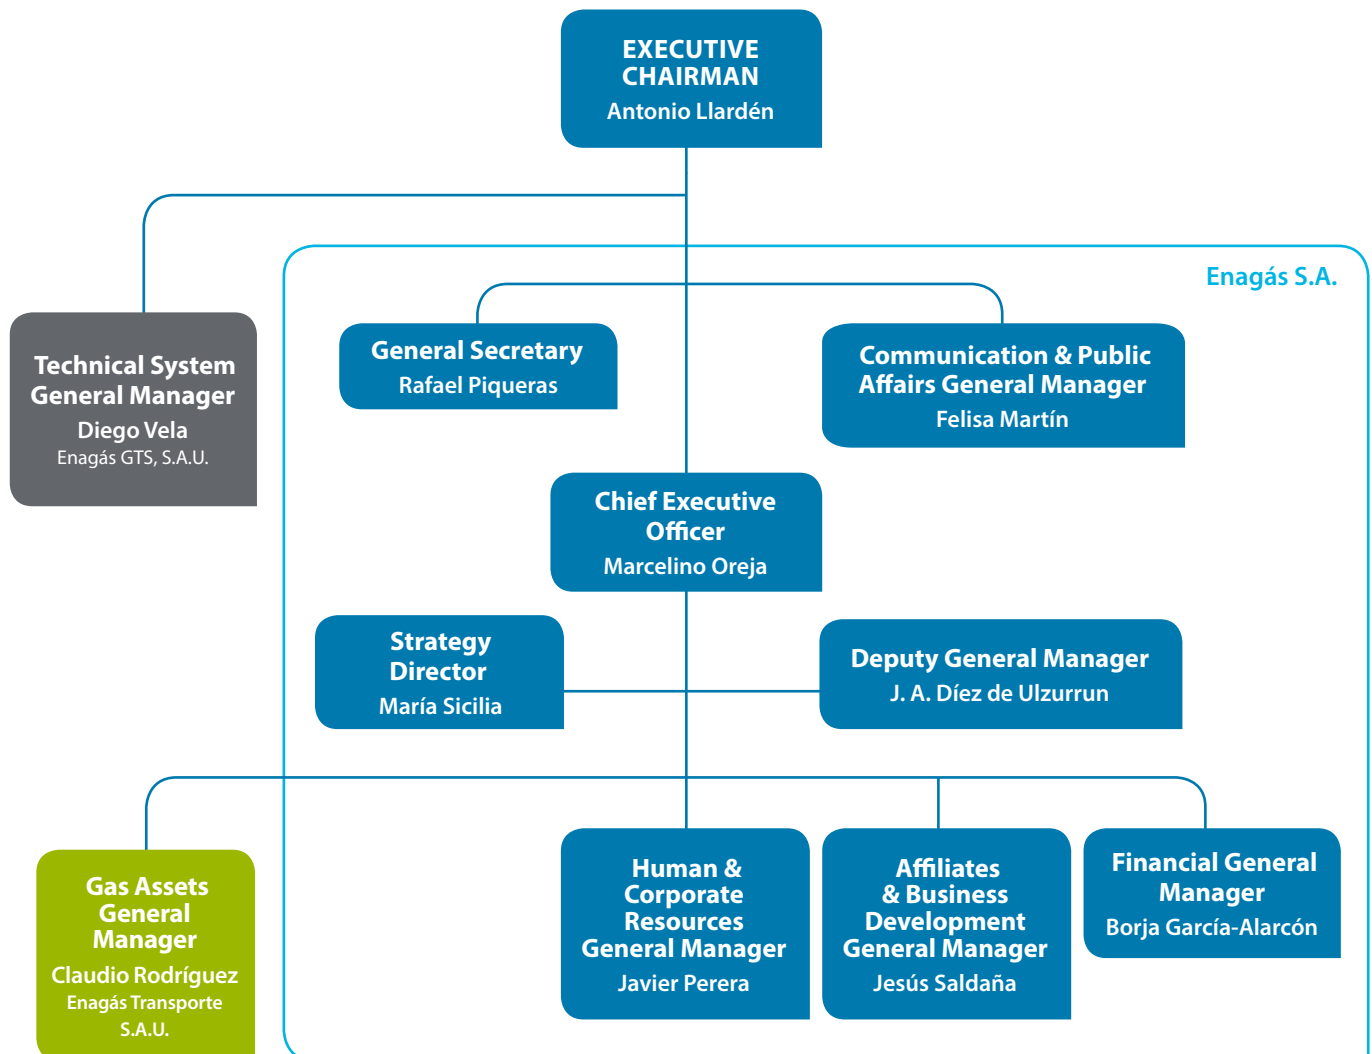 EXECUTIVE
CHAIRMAN
Antonio Llardén
Enagás S.A.
General Secretary
Rafael Piqueras
Communication & Public
Affairs General Manager
Felisa Martín
Technical System
General Manager
Diego Vela
Enagás GTS, S.A.U.
Chief Executive
Officer
Marcelino Oreja
Strategy
Director
María Sicilia
Deputy General Manager
J. A. Díez de Ulzurrun
Gas Assets
General
Manager
Claudio Rodríguez
Enagás Transporte
S.A.U.
Human &
Corporate
Resources
General Manager
Javier Perera
Affiliates
& Business
Development
General Manager
Jesús Saldaña
Financial General
Manager
Borja García-Alarcón